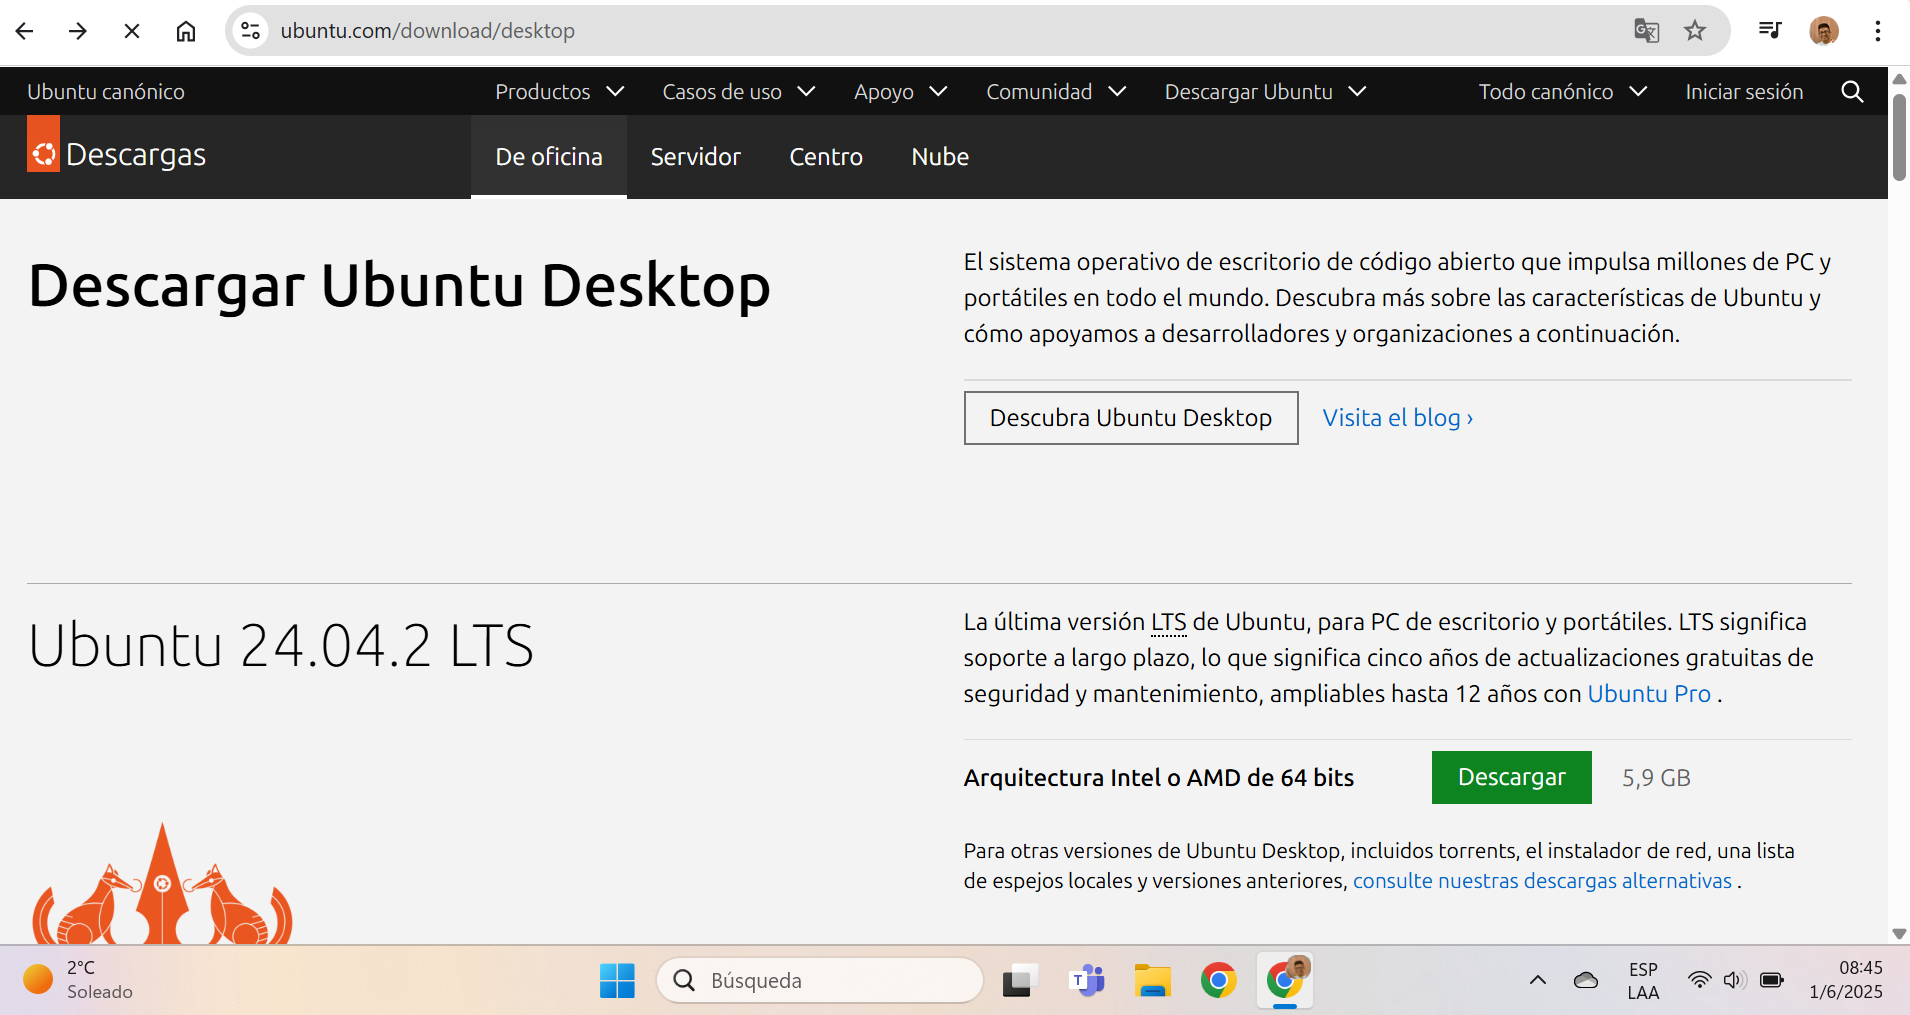 ubuntu.com/download/desktop
Ubuntu canónico
Productos
Casos de uso
Apoyo
Comunidad
Descargar Ubuntu
Todo canónico
Iniciar sesión
Descargas
De oficina
Servidor
Centro
Nube
Descargar Ubuntu Desktop
El sistema operativo de escritorio de código abierto que impulsa millones de PC y
portátiles en todo el mundo. Descubra más sobre las características de Ubuntu y
cómo apoyamos a desarrolladores y organizaciones a continuación.
Descubra Ubuntu Desktop
Visita el blog ›
Ubuntu 24.04.2 LTS
La última versión LTS de Ubuntu, para PC de escritorio y portátiles. LTS significa
soporte a largo plazo, lo que significa cinco años de actualizaciones gratuitas de
seguridad y mantenimiento, ampliables hasta 12 años con Ubuntu Pro .
Arquitectura Intel o AMD de 64 bits
Descargar
5,9 GB
Para otras versiones de Ubuntu Desktop, incluidos torrents, el instalador de red, una lista
de espejos locales y versiones anteriores, consulte nuestras descargas alternativas .
2°C
Soleado
Búsqueda
ESP
LAA
08:45
1/6/2025